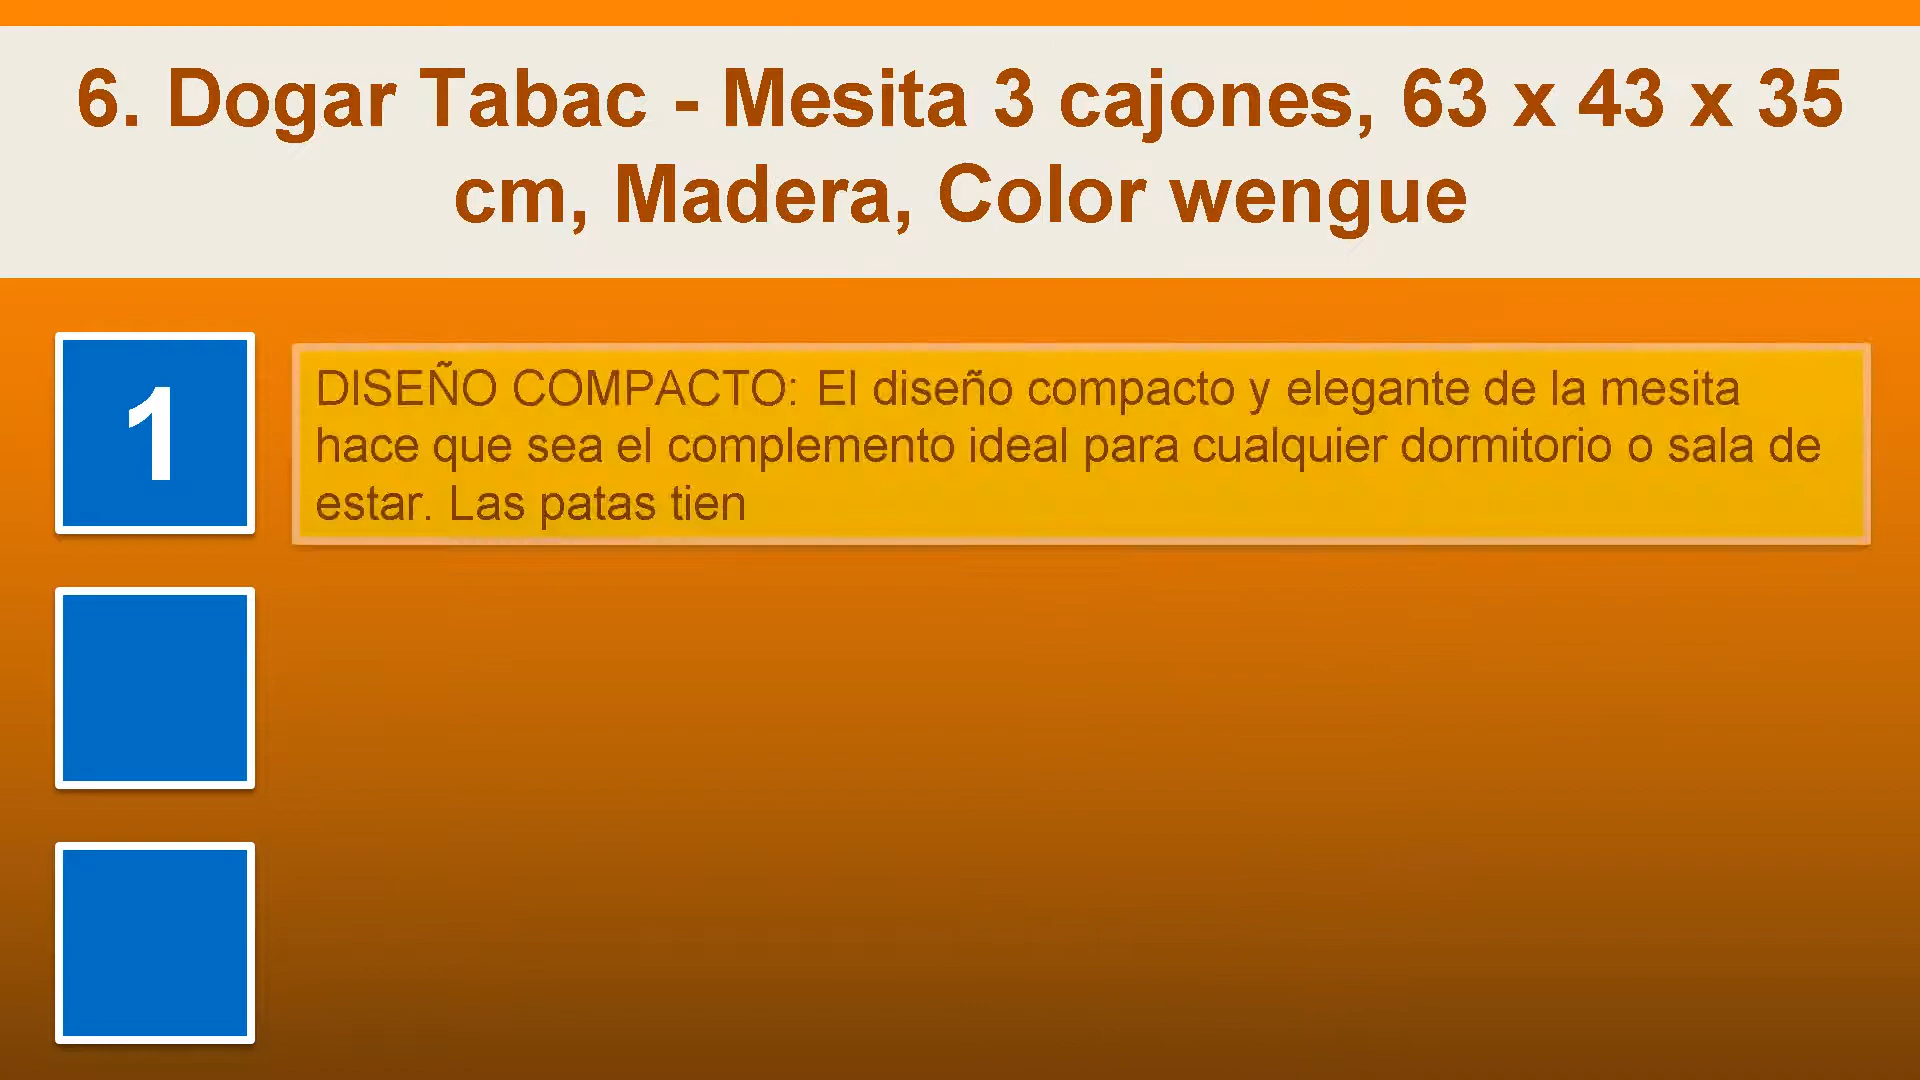 6. Dogar Tabac - Mesita 3 cajones, 63 x 43 x 35
cm, Madera, Color wengue
1
DISEÑO COMPACTO: El diseño compacto y elegante de la mesita
hace que sea el complemento ideal para cualquier dormitorio o sala de
estar. Las patas tien